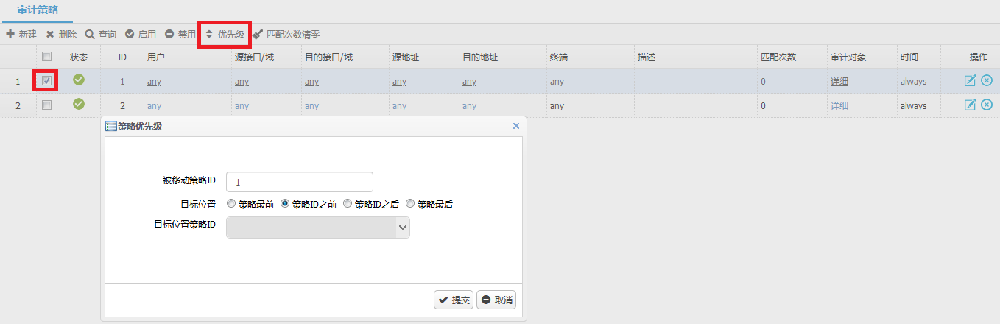 审计策略
新建 删除 查询 启用 禁用 优先级 匹配次数清零
状态 ID 用户 源接口/域 目的接口/域 源地址 目的地址 终端 描述 匹配次数 审计对象 时间 操作
1 1 any any any any any any 0 详细 always
2 2 any any any any any any 0 详细 always
策略优先级
被移动策略ID 1
目标位置 策略最前 策略ID之前 策略ID之后 策略最后
目标位置策略ID
提交 取消